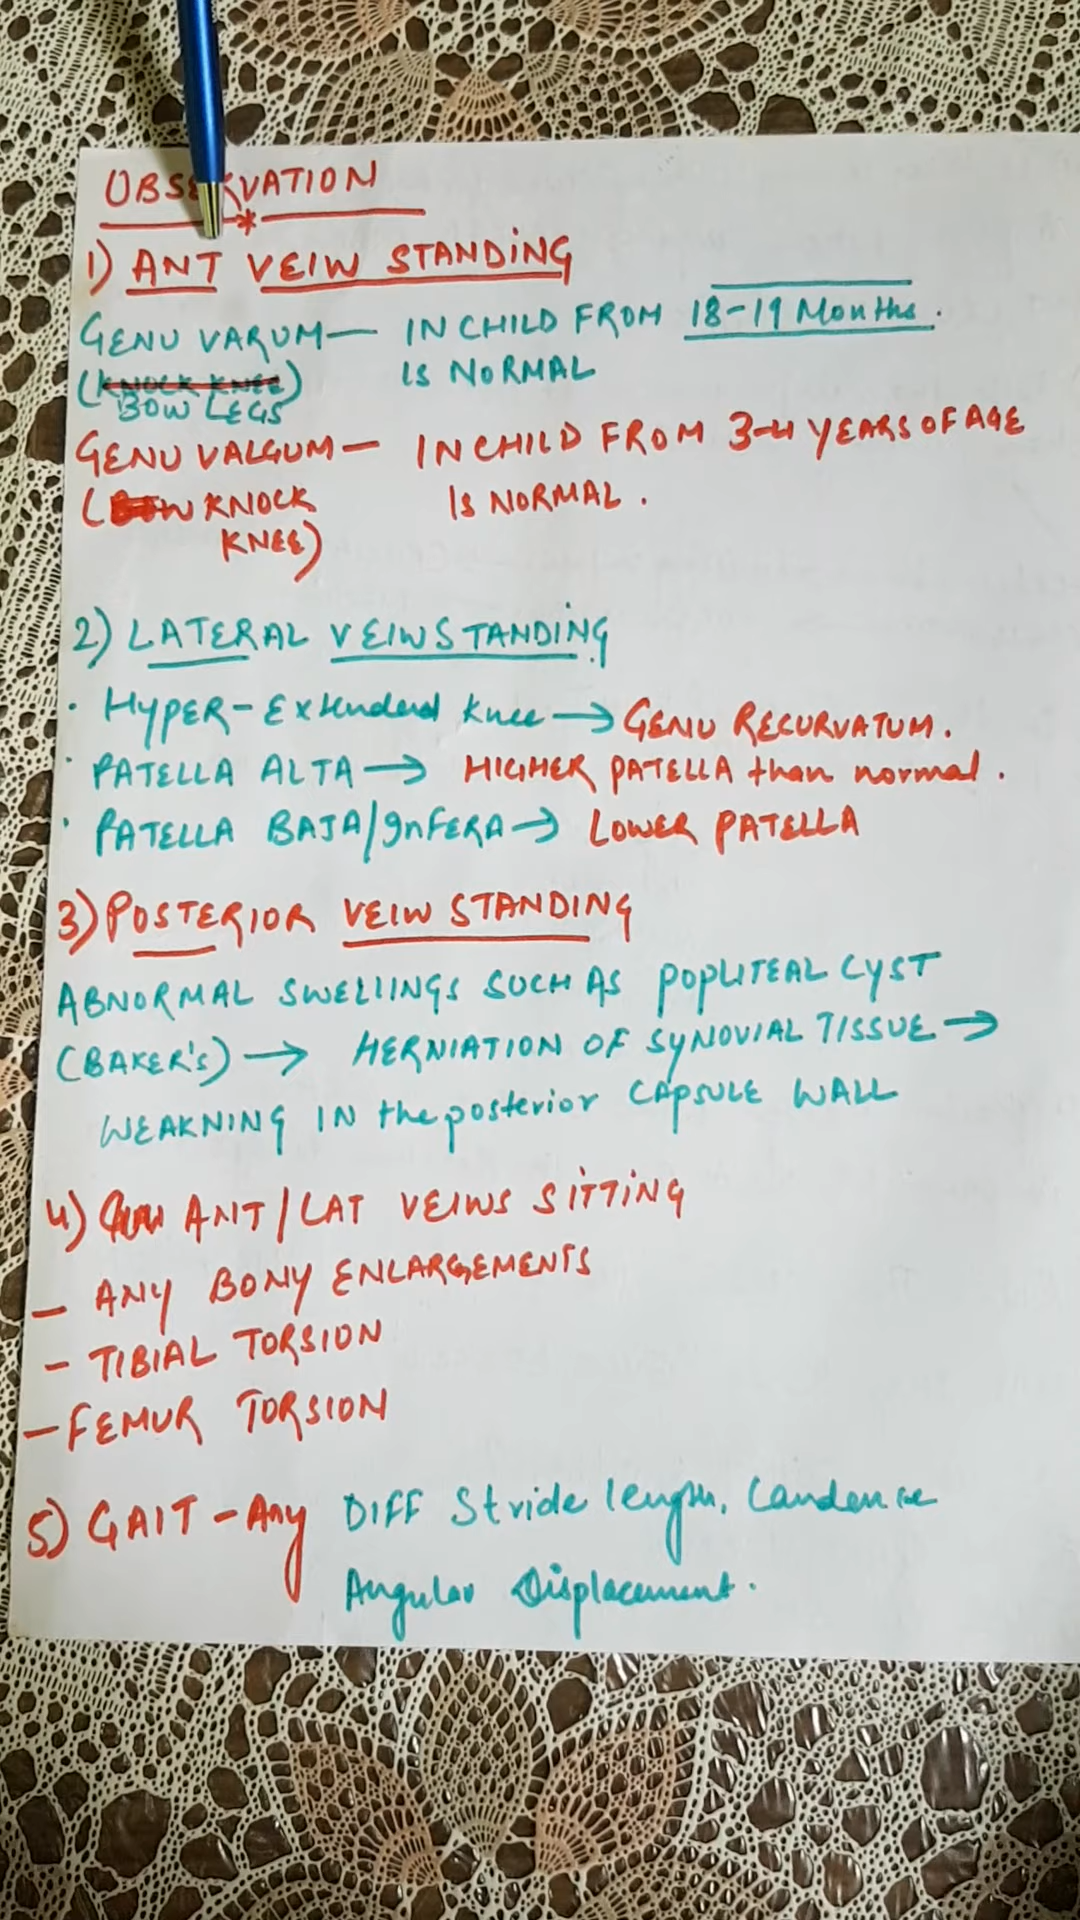 OBSERVATION
1) ANT VEIW STANDING
GENU VARUM — IN CHILD FROM 18-19 Months.
(KNOCK KNEE) IS NORMAL
BOW LEGS
GENU VALGUM — IN CHILD FROM 3-4 YEARS OF AGE
(BOW KNOCK IS NORMAL.
KNEE)
2) LATERAL VEIW STANDING
· HYPER-Extended Knee → GENU RECURVATUM.
· PATELLA ALTA → HIGHER PATELLA than normal.
· PATELLA BAJA/InFERA → LOWER PATELLA
3) POSTERIOR VEIW STANDING
ABNORMAL SWELLINGS SUCH AS POPLITEAL CYST
(BAKER'S) → HERNIATION OF SYNOVIAL TISSUE →
WEAKNING IN the posterior CAPSULE WALL
4) ANT/LAT VEIWS SITTING
— ANY BONY ENLARGEMENTS
- TIBIAL TORSION
— FEMUR TORSION
5) GAIT - Any DIFF Stride length,
Angular Displacement.